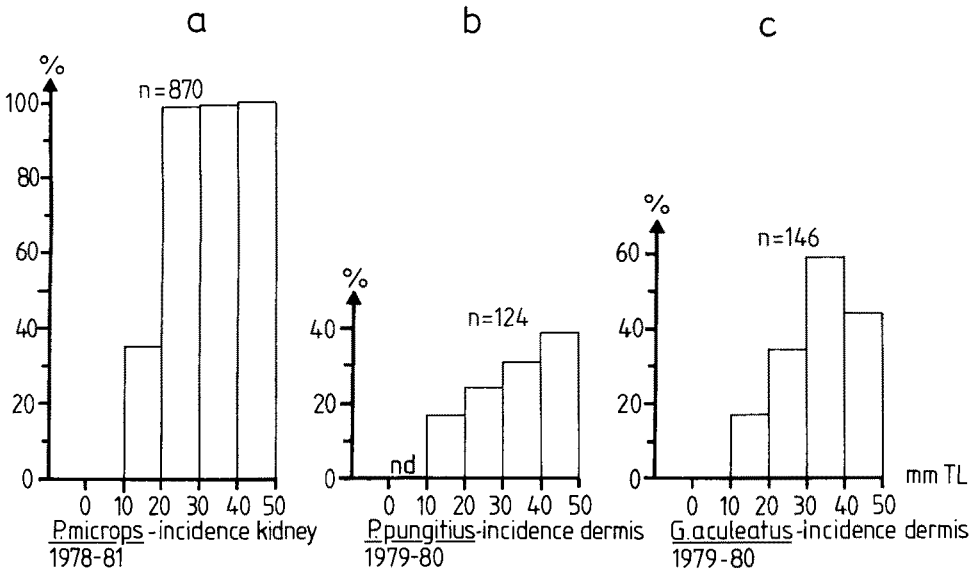 a
%
n=870
100
80
60
40
20
0
0 10 20 30 40 50
P.microps-incidence kidney
1978-81
b
%
n=124
40
20
0
nd
0 10 20 30 40 50
P.pungitius-incidence dermis
1979-80
c
%
n=146
60
40
20
0
0 10 20 30 40 50
mm TL
G.aculeatus-incidence dermis
1979-80